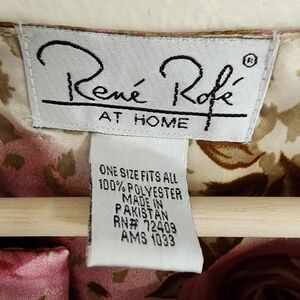 René Rofé ®
AT HOME
ONE SIZE FITS ALL
100% POLYESTER
MADE IN
PAKISTAN
RN# 72409
AMS 1033